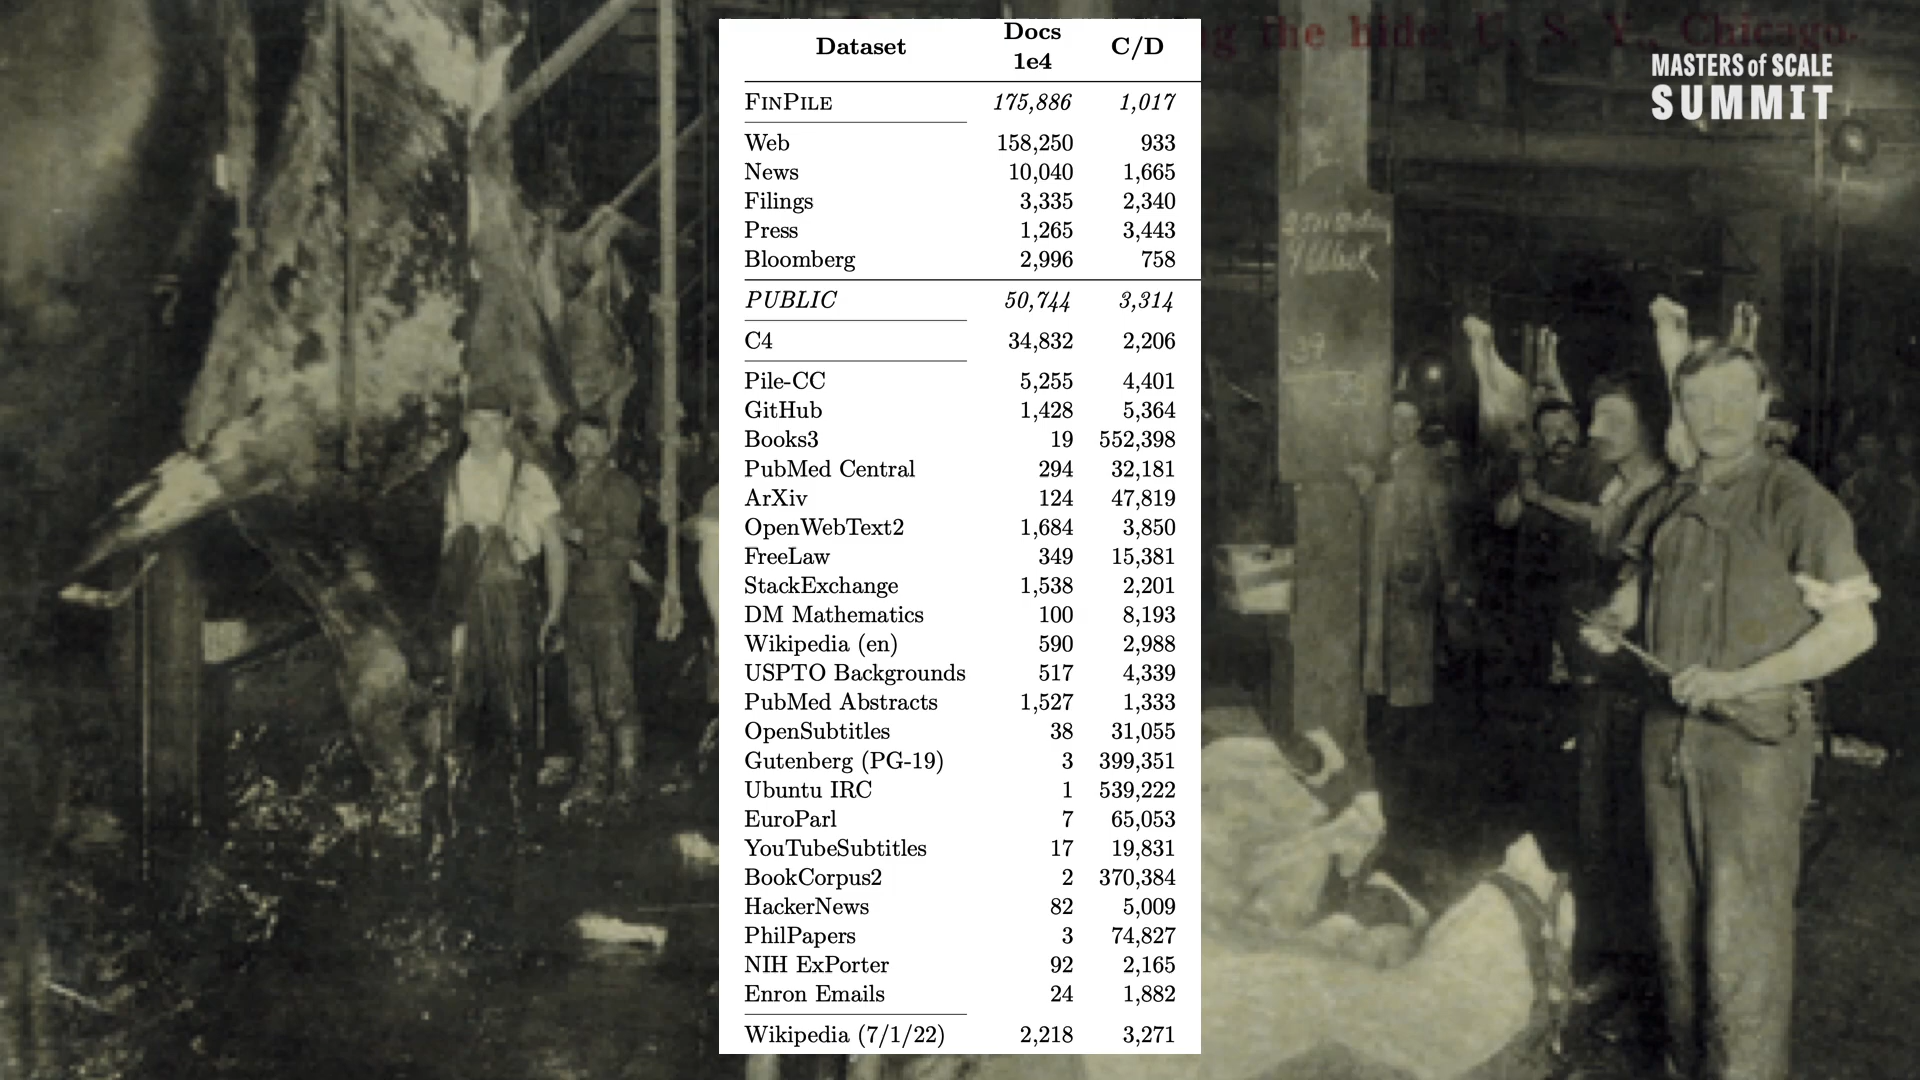 ng the hide, U. S. Y., Chicago.
MASTERS of SCALE
SUMMIT
Dataset Docs 1e4 C/D
FINPILE 175,886 1,017
Web 158,250 933
News 10,040 1,665
Filings 3,335 2,340
Press 1,265 3,443
Bloomberg 2,996 758
PUBLIC 50,744 3,314
C4 34,832 2,206
Pile-CC 5,255 4,401
GitHub 1,428 5,364
Books3 19 552,398
PubMed Central 294 32,181
ArXiv 124 47,819
OpenWebText2 1,684 3,850
FreeLaw 349 15,381
StackExchange 1,538 2,201
DM Mathematics 100 8,193
Wikipedia (en) 590 2,988
USPTO Backgrounds 517 4,339
PubMed Abstracts 1,527 1,333
OpenSubtitles 38 31,055
Gutenberg (PG-19) 3 399,351
Ubuntu IRC 1 539,222
EuroParl 7 65,053
YouTubeSubtitles 17 19,831
BookCorpus2 2 370,384
HackerNews 82 5,009
PhilPapers 3 74,827
NIH ExPorter 92 2,165
Enron Emails 24 1,882
Wikipedia (7/1/22) 2,218 3,271